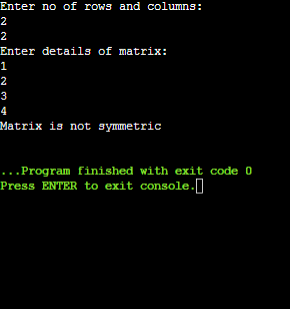 Enter no of rows and columns:
2
2
Enter details of matrix:
1
2
3
4
Matrix is not symmetric
...Program finished with exit code 0
Press ENTER to exit console.